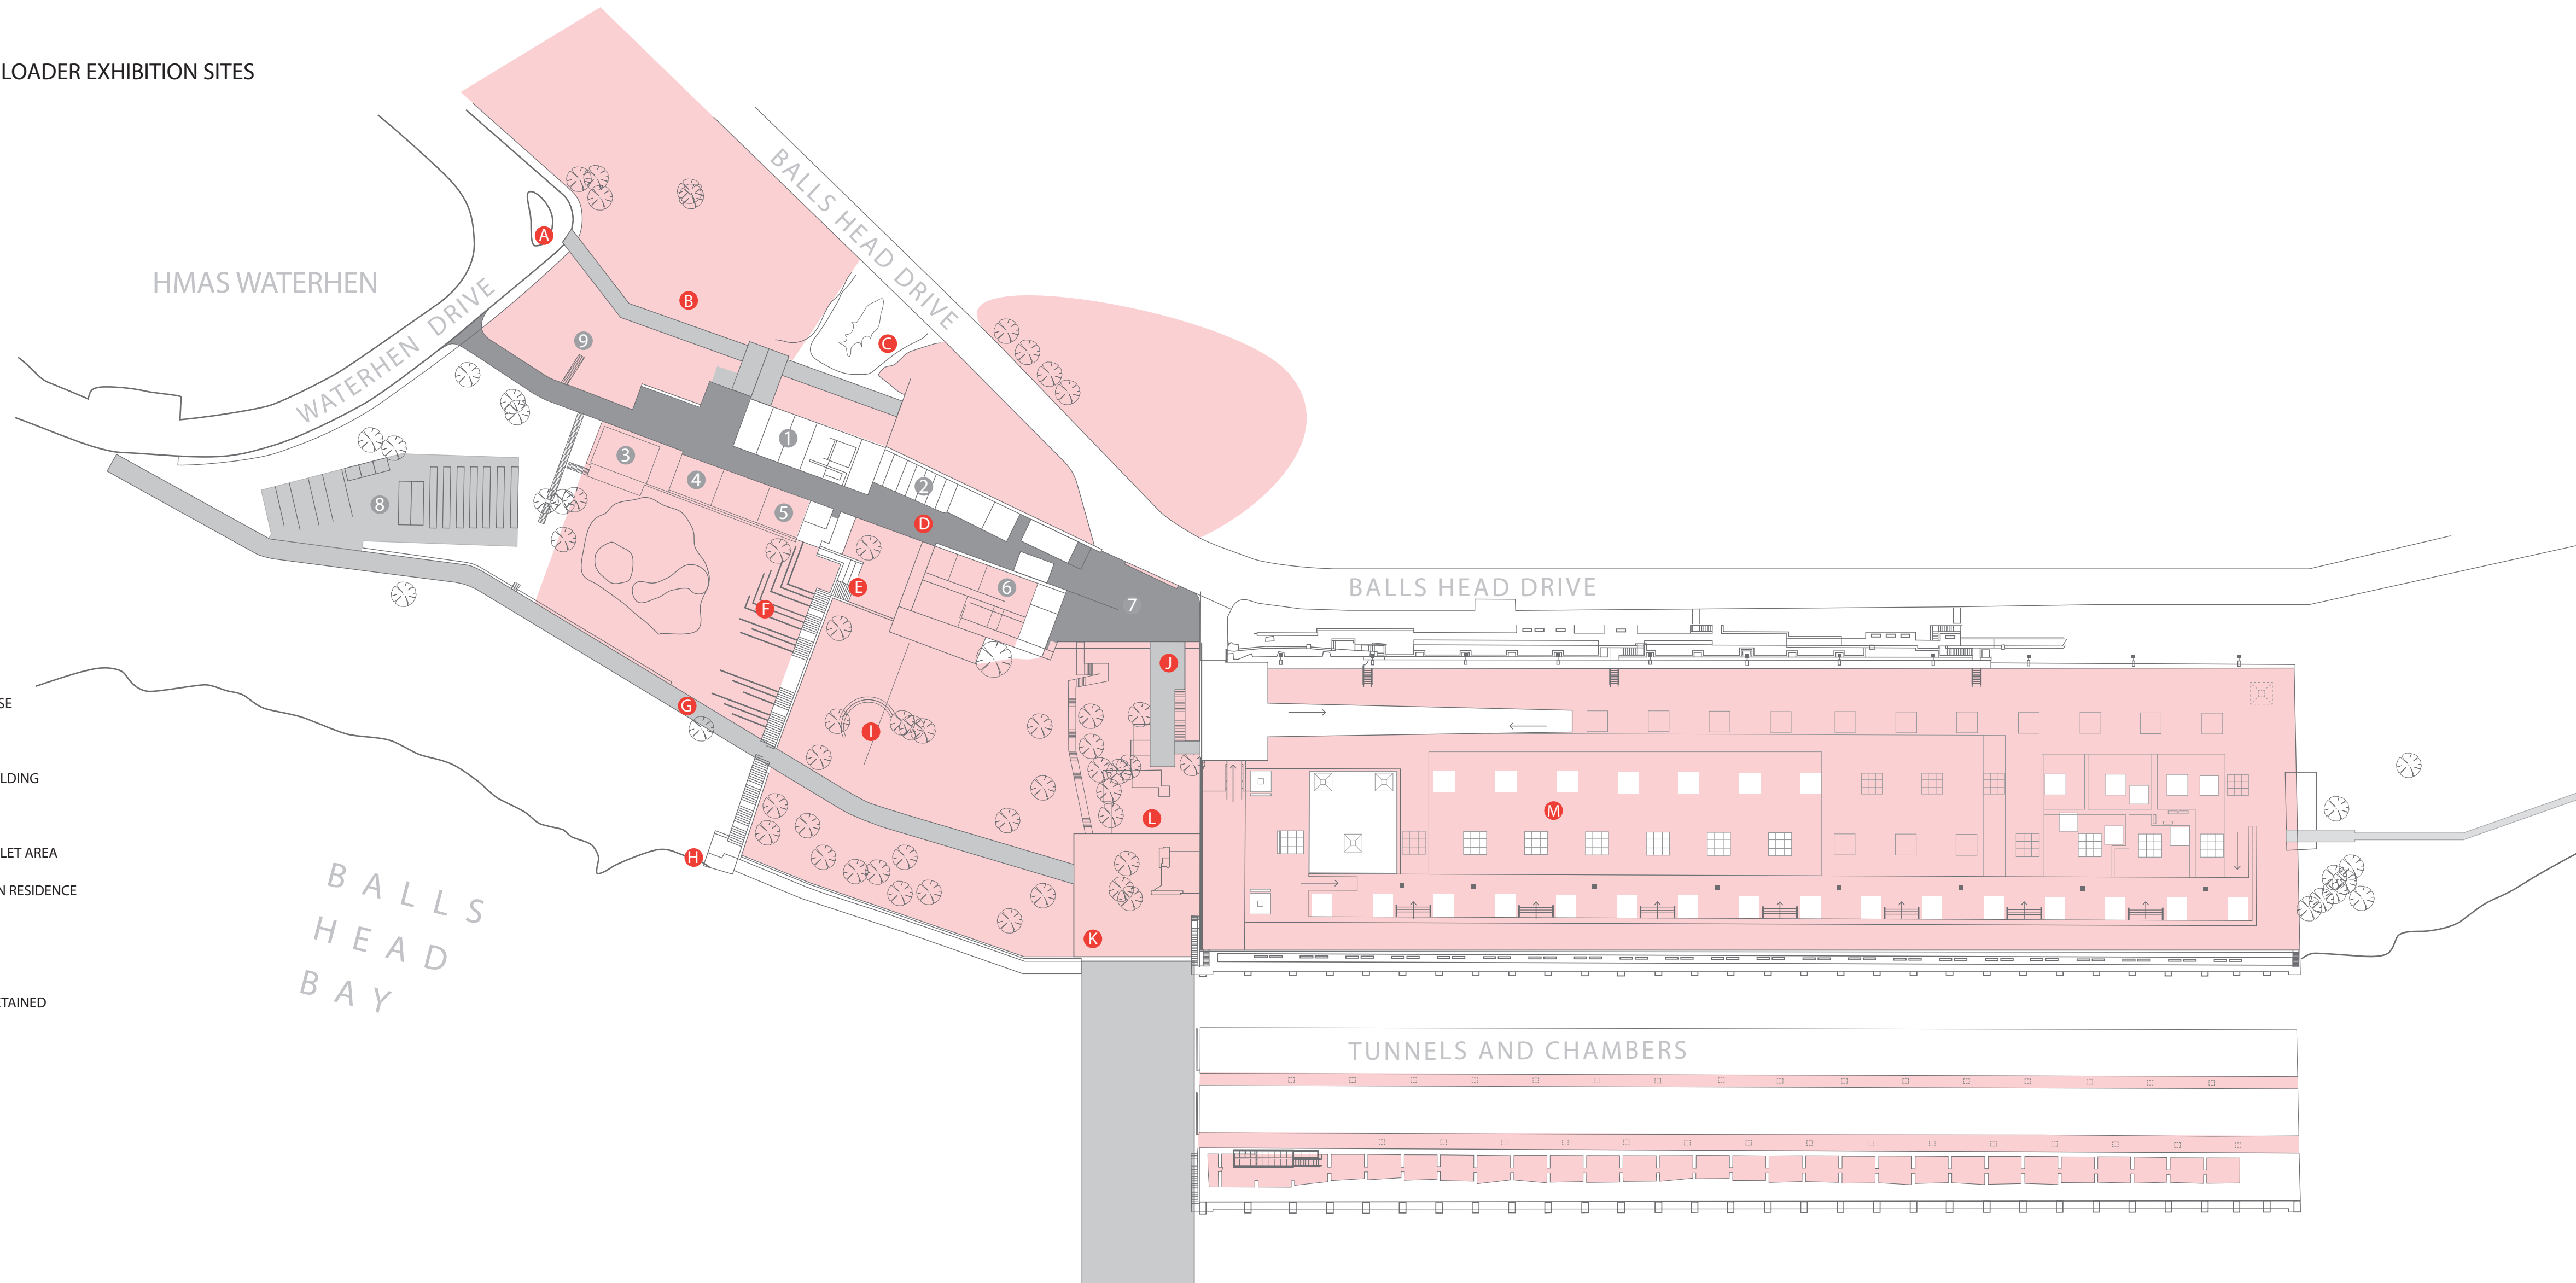 LOADER EXHIBITION SITES
HMAS WATERHEN
WATERHEN DRIVE
BALLS HEAD DRIVE
A
B
C
9
1
2
3
4
5
D
8
E
F
6
7
BALLS HEAD DRIVE
J
G
I
SE
LDING
L
M
LET AREA
H
N RESIDENCE
BALLS
HEAD
BAY
K
TAINED
TUNNELS AND CHAMBERS